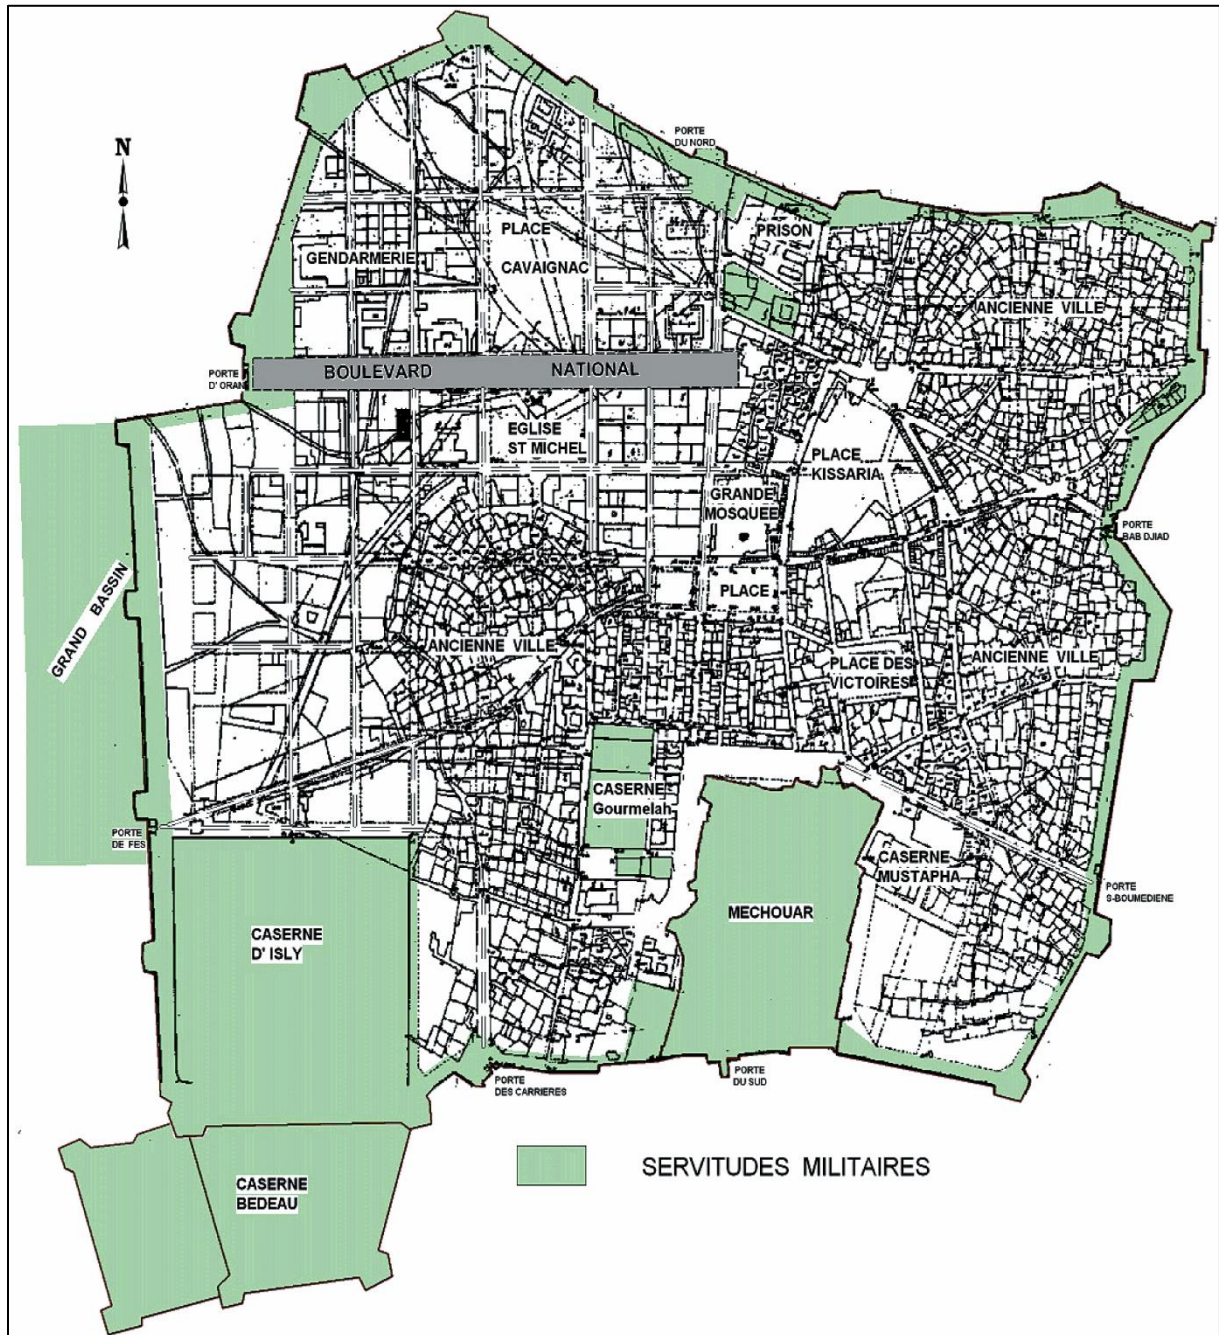 PORTE
DU NORD
N
PLACE
PRISON
GENDARMERIE
CAVAIGNAC
ANCIENNE VILLE
PORTE
D' ORAN
BOULEVARD NATIONAL
EGLISE
ST MICHEL
PLACE
KISSARIA
GRANDE
MOSQUEE
PORTE
BAB DJIAD
GRAND BASSIN
PLACE
ANCIENNE VILLE
PLACE DES
VICTOIRES
ANCIENNE VILLE
CASERNE
Gourmelah
PORTE
DE FES
CASERNE
MUSTAPHA
PORTE
S-BOUMEDIENE
MECHOUAR
CASERNE
D' ISLY
PORTE
DES CARRIERES
PORTE
DU SUD
SERVITUDES MILITAIRES
CASERNE
BEDEAU